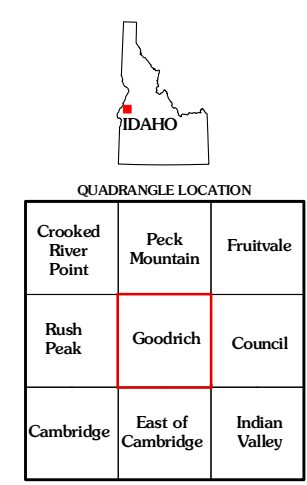 IDAHO
QUADRANGLE LOCATION
Crooked
River
Point
Peck
Mountain
Fruitvale
Rush
Peak
Goodrich
Council
Cambridge
East of
Cambridge
Indian
Valley